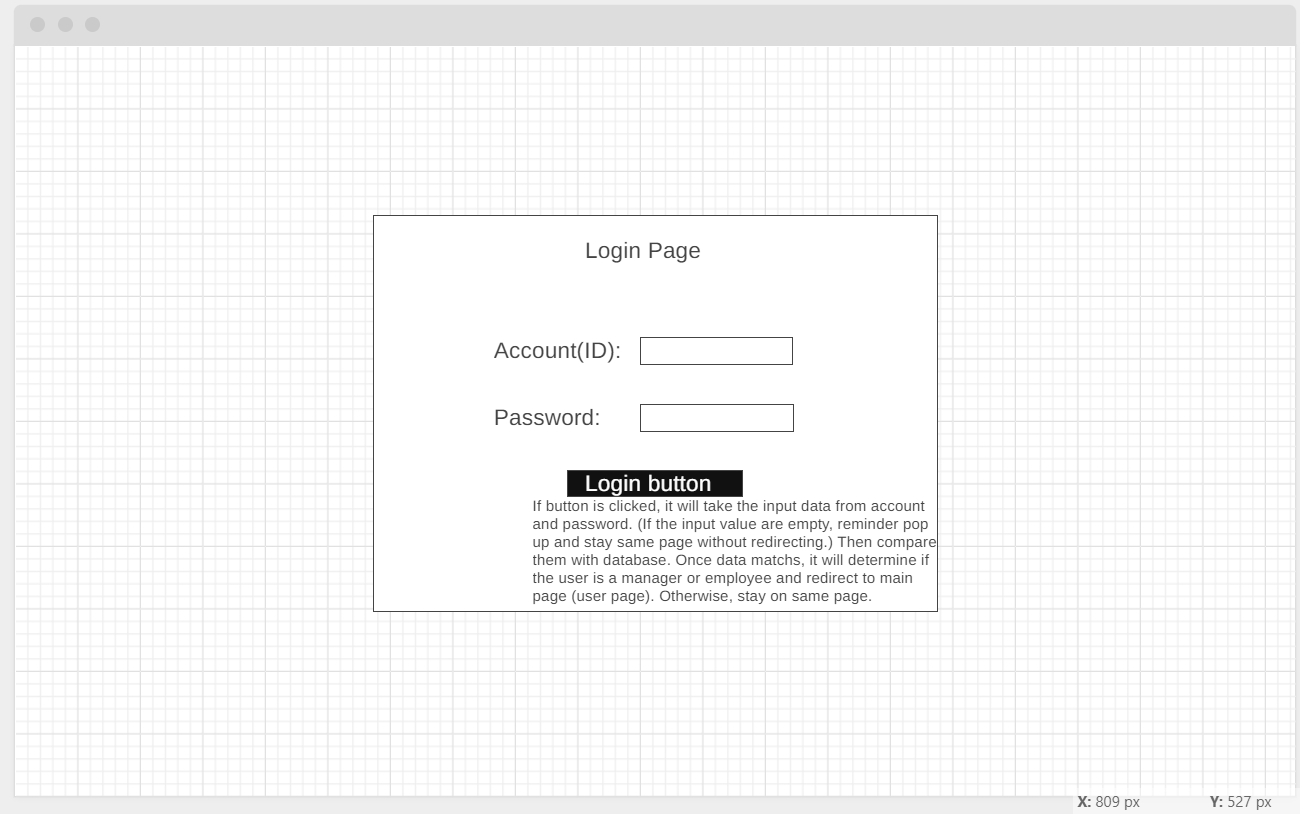 Login Page
Account(ID):
Password:
Login button
If button is clicked, it will take the input data from account
and password. (If the input value are empty, reminder pop
up and stay same page without redirecting.) Then compare
them with database. Once data matchs, it will determine if
the user is a manager or employee and redirect to main
page (user page). Otherwise, stay on same page.
X: 809 px Y: 527 px